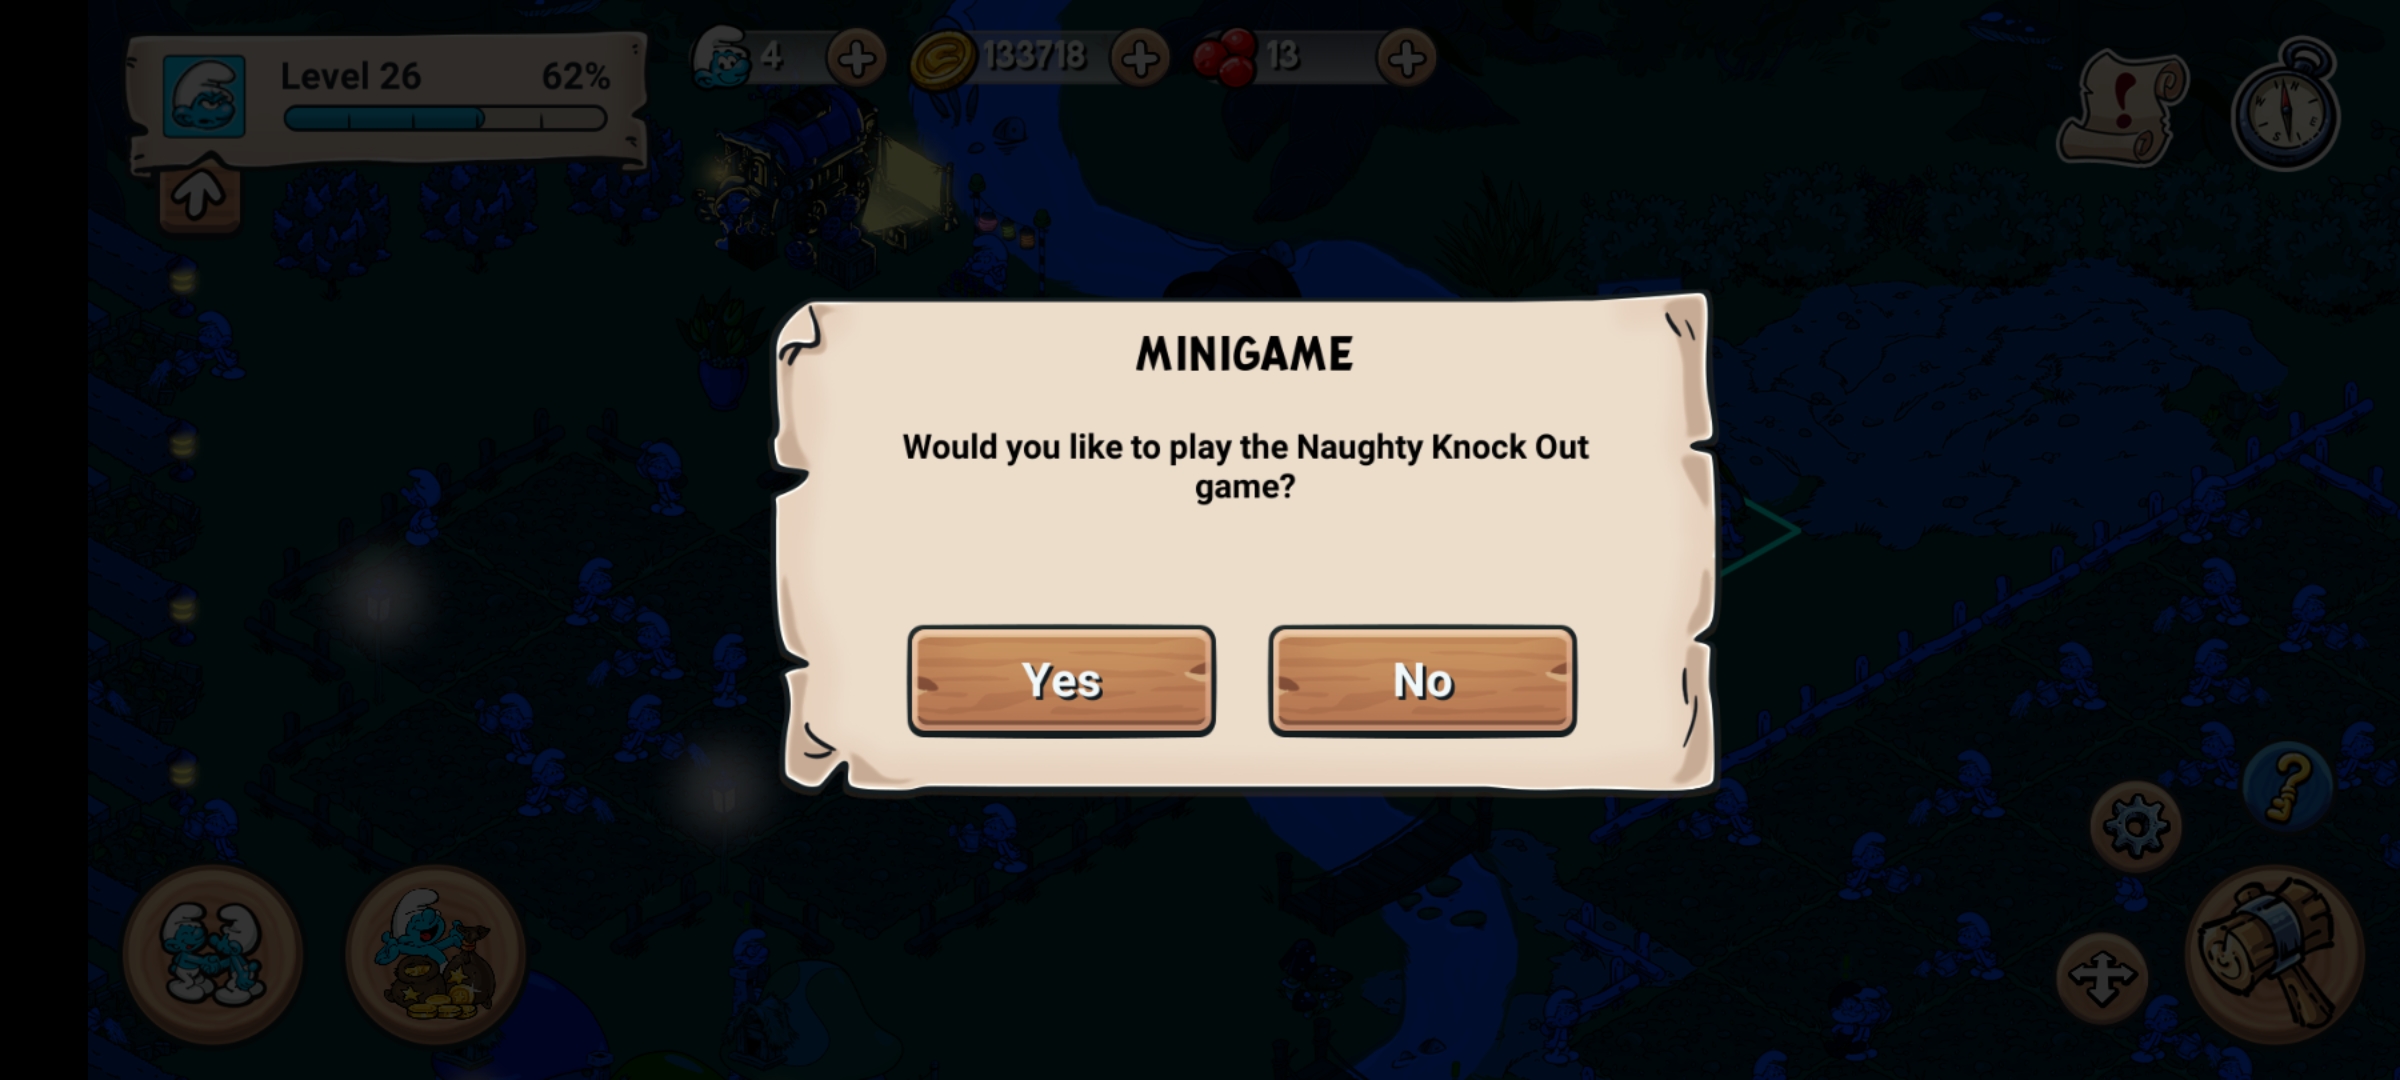 Level 26 62%
4
133718
13
MINIGAME
Would you like to play the Naughty Knock Out
game?
Yes
No